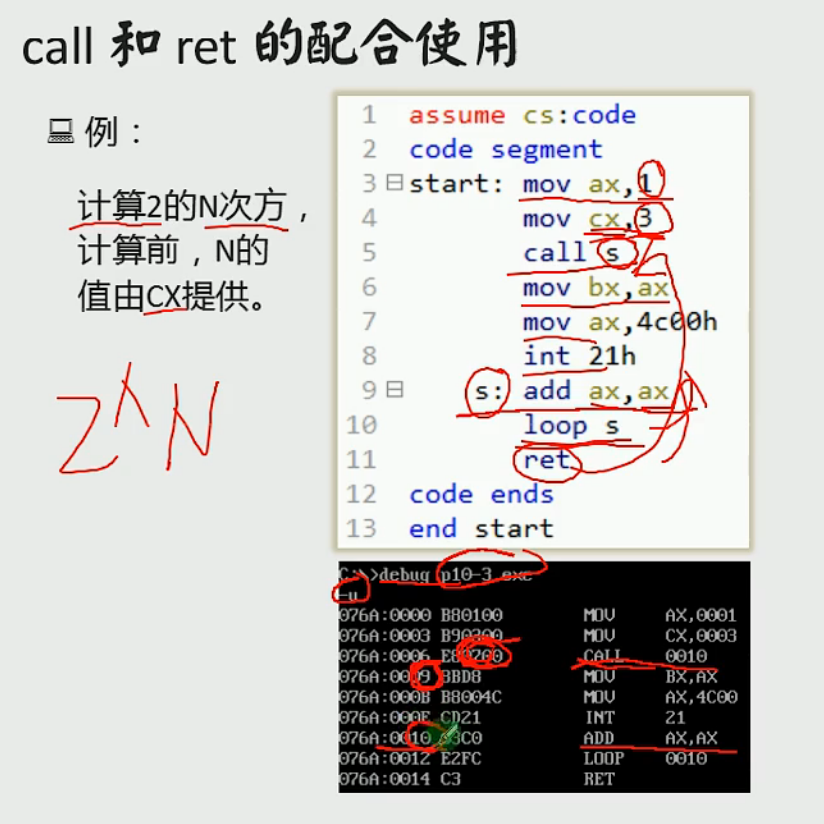 call 和 ret 的配合使用
例：
计算2的N次方，
计算前，N的
值由CX提供。
2^N
1 assume cs:code
2 code segment
3 start: mov ax,1
4 mov cx,3
5 call s
6 mov bx,ax
7 mov ax,4c00h
8 int 21h
9 s: add ax,ax
10 loop s
11 ret
12 code ends
13 end start
C:\>debug p10-3.exe
-u
076A:0000 B80100 MOV AX,0001
076A:0003 B90300 MOV CX,0003
076A:0006 CALL 0010
076A:0009 8BD8 MOV BX,AX
076A:000B B8004C MOV AX,4C00
076A:000E CD21 INT 21
076A:0010 ADD AX,AX
076A:0012 E2FC LOOP 0010
076A:0014 C3 RET